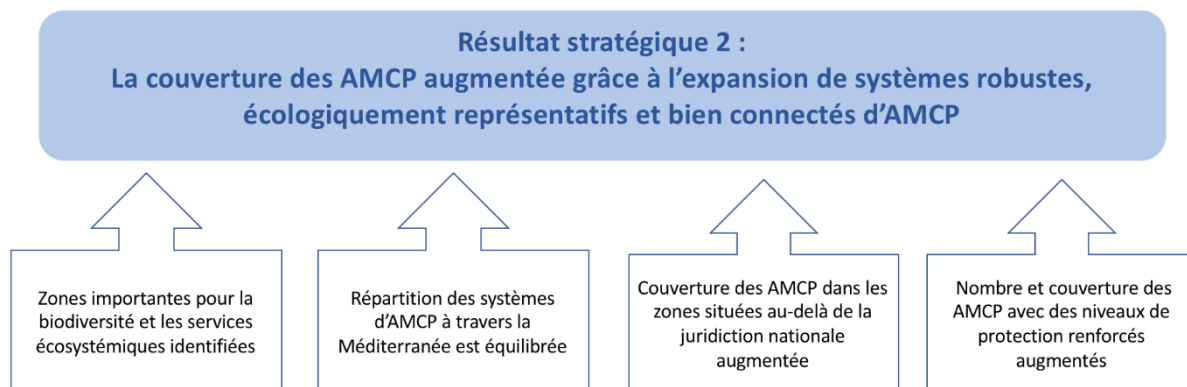 Résultat stratégique 2 :
La couverture des AMCP augmentée grâce à l’expansion de systèmes robustes,
écologiquement représentatifs et bien connectés d’AMCP
Zones importantes pour la
biodiversité et les services
écosystémiques identifiées
Répartition des systèmes
d’AMCP à travers la
Méditerranée est équilibrée
Couverture des AMCP dans les
zones situées au-delà de la
juridiction nationale
augmentée
Nombre et couverture des
AMCP avec des niveaux de
protection renforcés
augmentés